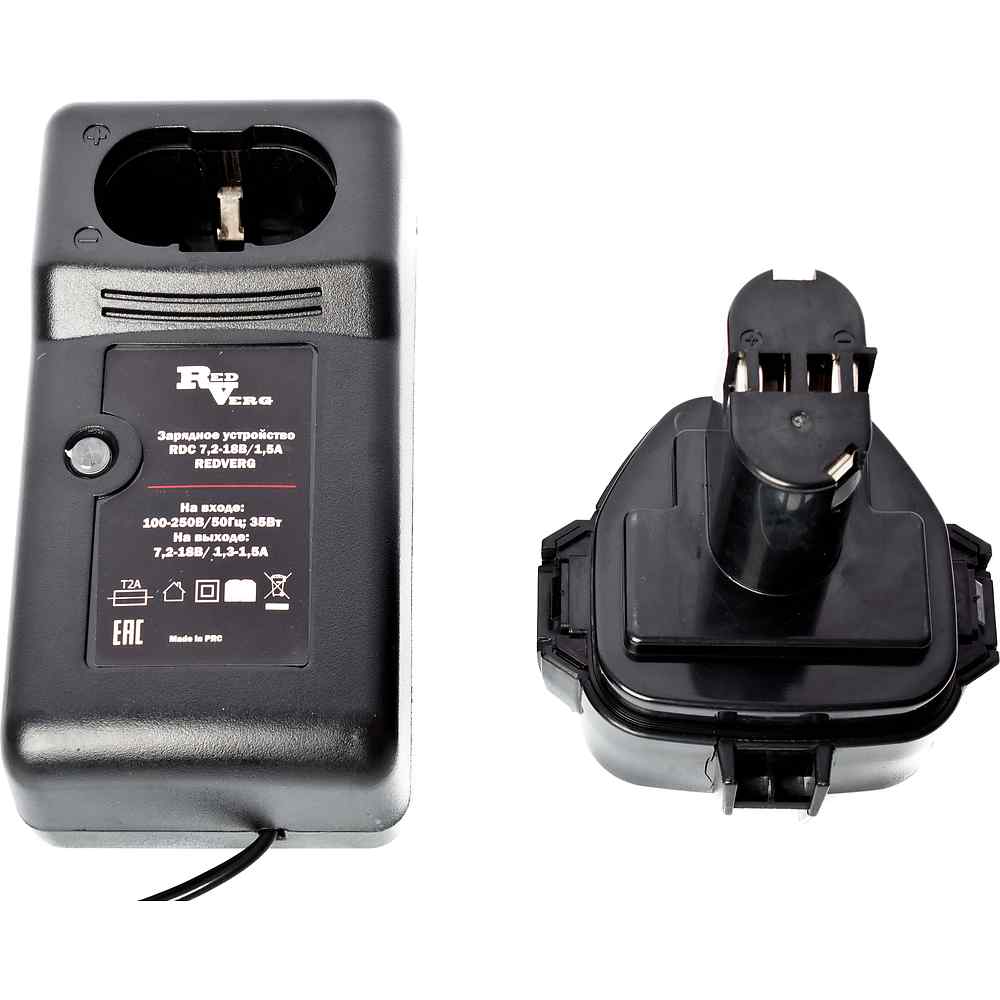 RED
VERG
Зарядное устройство
RDC 7,2-18В/1,5А
REDVERG
На входе:
100-250В/50Гц; 35Вт
На выходе:
7,2-18В/ 1,3-1,5А
T2A
EAC
Made in PRC